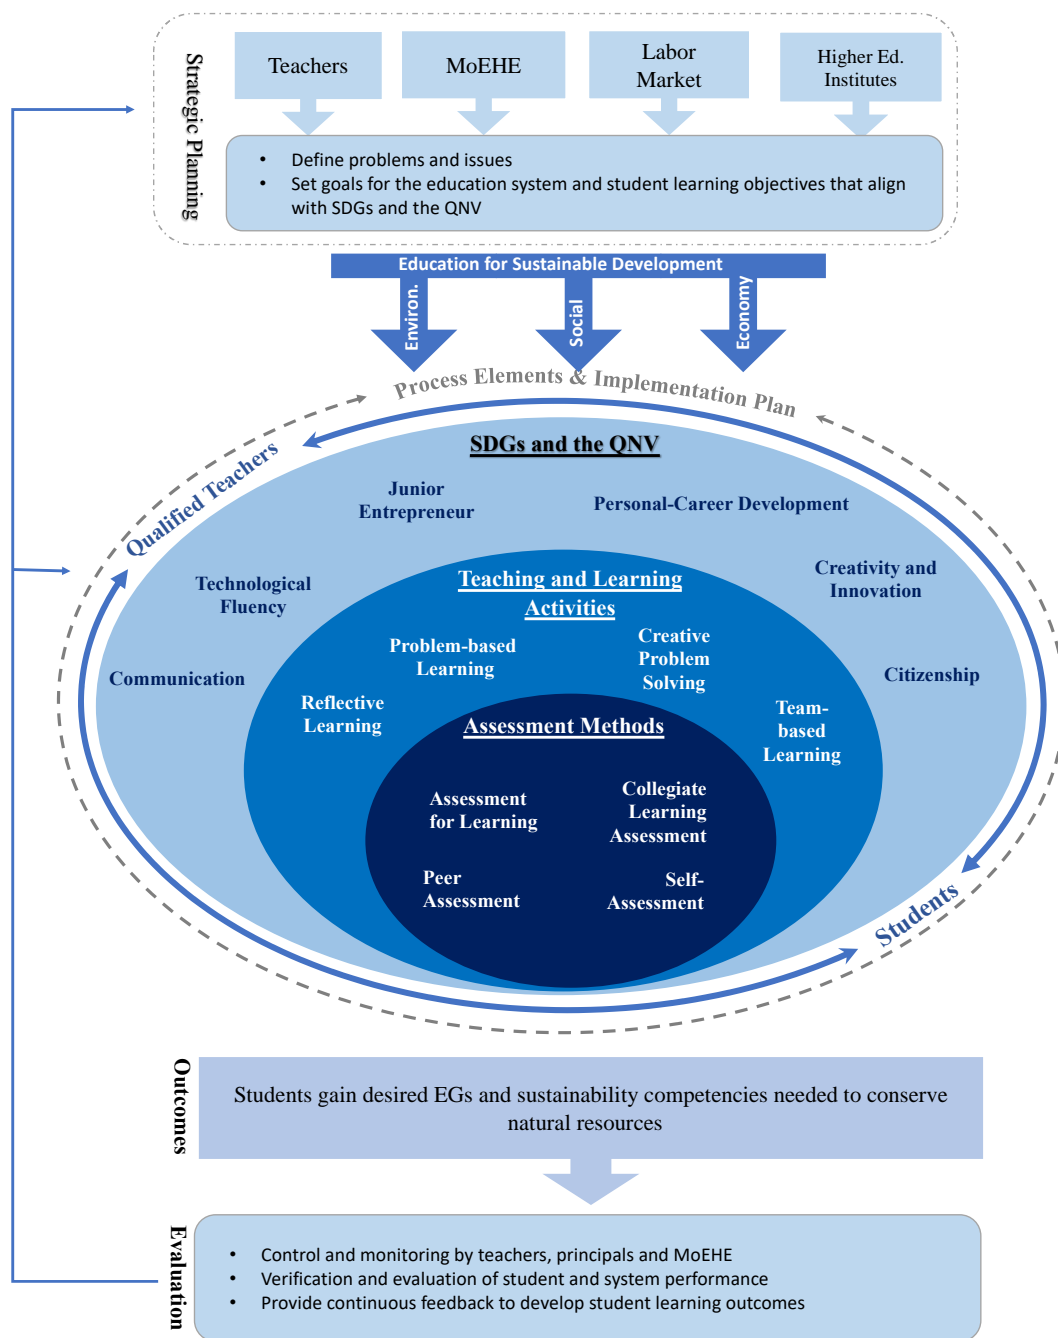 Strategic Planning
Teachers
MoEHE
Labor
Market
Higher Ed.
Institutes
• Define problems and issues
• Set goals for the education system and student learning objectives that align
with SDGs and the QNV
Education for Sustainable Development
Environ.
Social
Economy
Process Elements & Implementation Plan
Qualified Teachers
SDGs and the QNV
Junior
Entrepreneur
Personal-Career Development
Technological
Fluency
Creativity and
Innovation
Communication
Citizenship
Teaching and Learning
Activities
Problem-based
Learning
Creative
Problem
Solving
Reflective
Learning
Team-
based
Learning
Assessment Methods
Assessment
for Learning
Collegiate
Learning
Assessment
Peer
Assessment
Self-
Assessment
Students
Outcomes
Students gain desired EGs and sustainability competencies needed to conserve
natural resources
Evaluation
• Control and monitoring by teachers, principals and MoEHE
• Verification and evaluation of student and system performance
• Provide continuous feedback to develop student learning outcomes